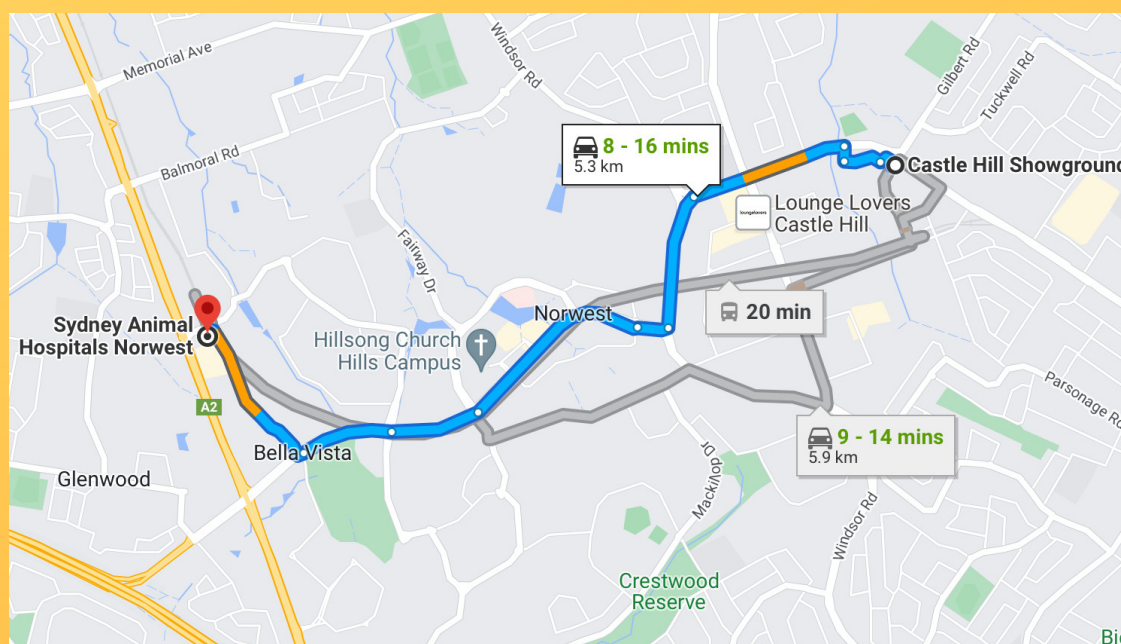 Memorial Ave
Windsor Rd
Gilbert Rd
Tuckwell Rd
Balmoral Rd
8 - 16 mins
5.3 km
Castle Hill Showground
Lounge Lovers
Castle Hill
Fairway Dr
Norwest
20 min
Sydney Animal
Hospitals Norwest
Hillsong Church
Hills Campus
A2
Parsonage Rd
9 - 14 mins
5.9 km
Bella Vista
Glenwood
Mackillop Dr
Windsor Rd
Crestwood
Reserve